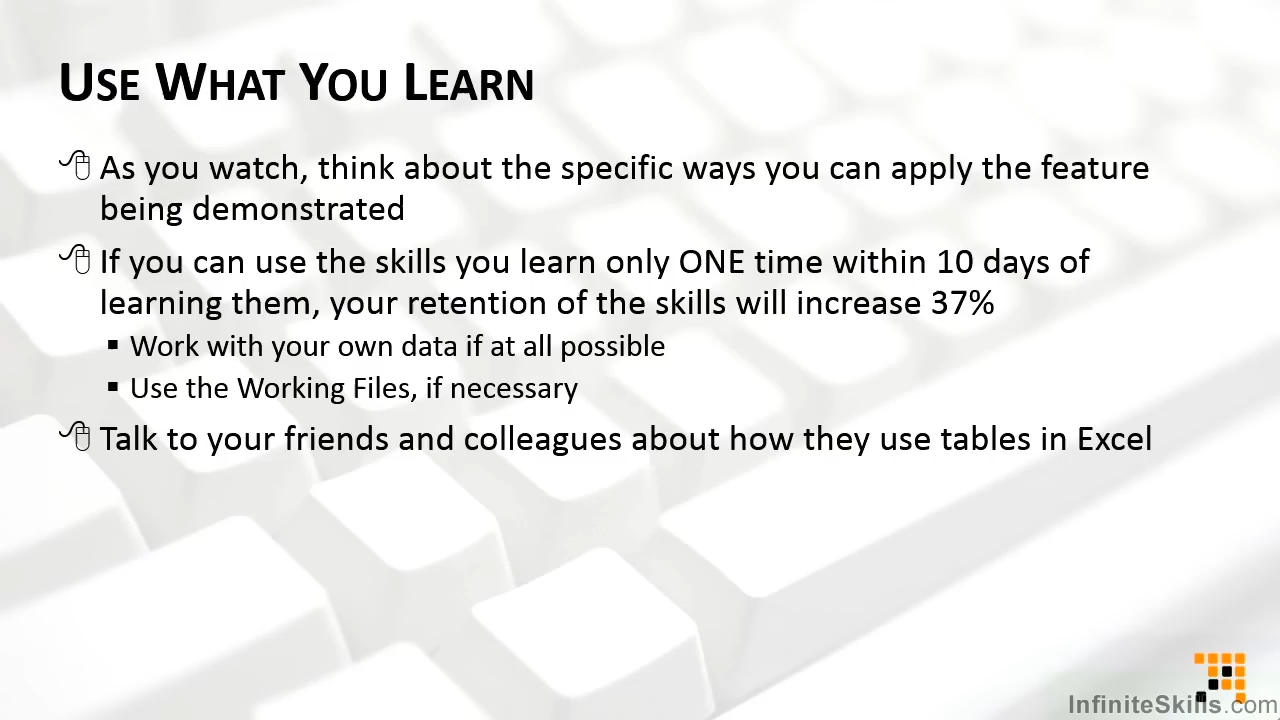 USE WHAT YOU LEARN
As you watch, think about the specific ways you can apply the feature
being demonstrated
If you can use the skills you learn only ONE time within 10 days of
learning them, your retention of the skills will increase 37%
Work with your own data if at all possible
Use the Working Files, if necessary
Talk to your friends and colleagues about how they use tables in Excel
InfiniteSkills.com